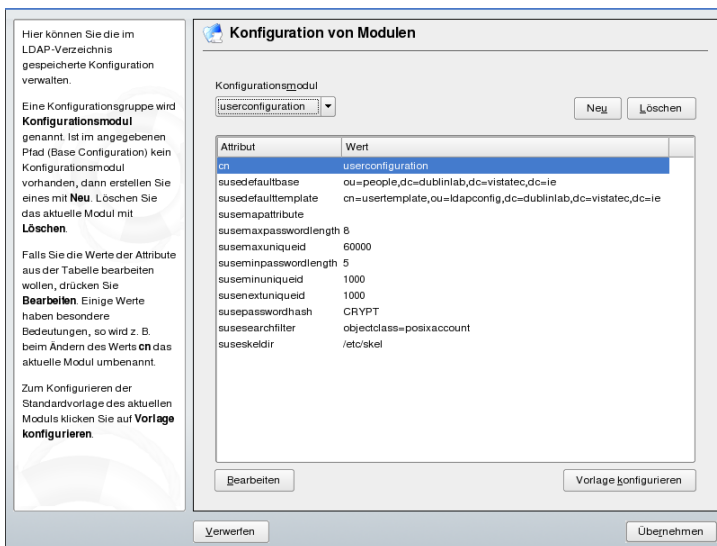 Hier können Sie die im
LDAP-Verzeichnis
gespeicherte Konfiguration
verwalten.
Eine Konfigurationsgruppe wird
Konfigurationsmodul
genannt. Ist im angegebenen
Pfad (Base Configuration) kein
Konfigurationsmodul
vorhanden, dann erstellen Sie
eines mit Neu. Löschen Sie
das aktuelle Modul mit
Löschen.
Falls Sie die Werte der Attribute
aus der Tabelle bearbeiten
wollen, drücken Sie
Bearbeiten. Einige Werte
haben besondere
Bedeutungen, so wird z. B.
beim Ändern des Werts cn das
aktuelle Modul umbenannt.
Zum Konfigurieren der
Standardvorlage des aktuellen
Moduls klicken Sie auf Vorlage
konfigurieren.
Konfiguration von Modulen
Konfigurationsmodul
userconfiguration
Neu Löschen
Attribut Wert
cn userconfiguration
susedefaultbase ou=people,dc=dublinlab,dc=vistatec,dc=ie
susedefaulttemplate cn=usertemplate,ou=ldapconfig,dc=dublinlab,dc=vistatec,dc=ie
susemapattribute
susemaxpasswordlength 8
susemaxuniqueid 60000
suseminpasswordlength 5
suseminuniqueid 1000
susenextuniqueid 1000
susepasswordhash CRYPT
susesearchfilter objectclass=posixaccount
suseskeldir /etc/skel
Bearbeiten Vorlage konfigurieren
Verwerfen Übernehmen